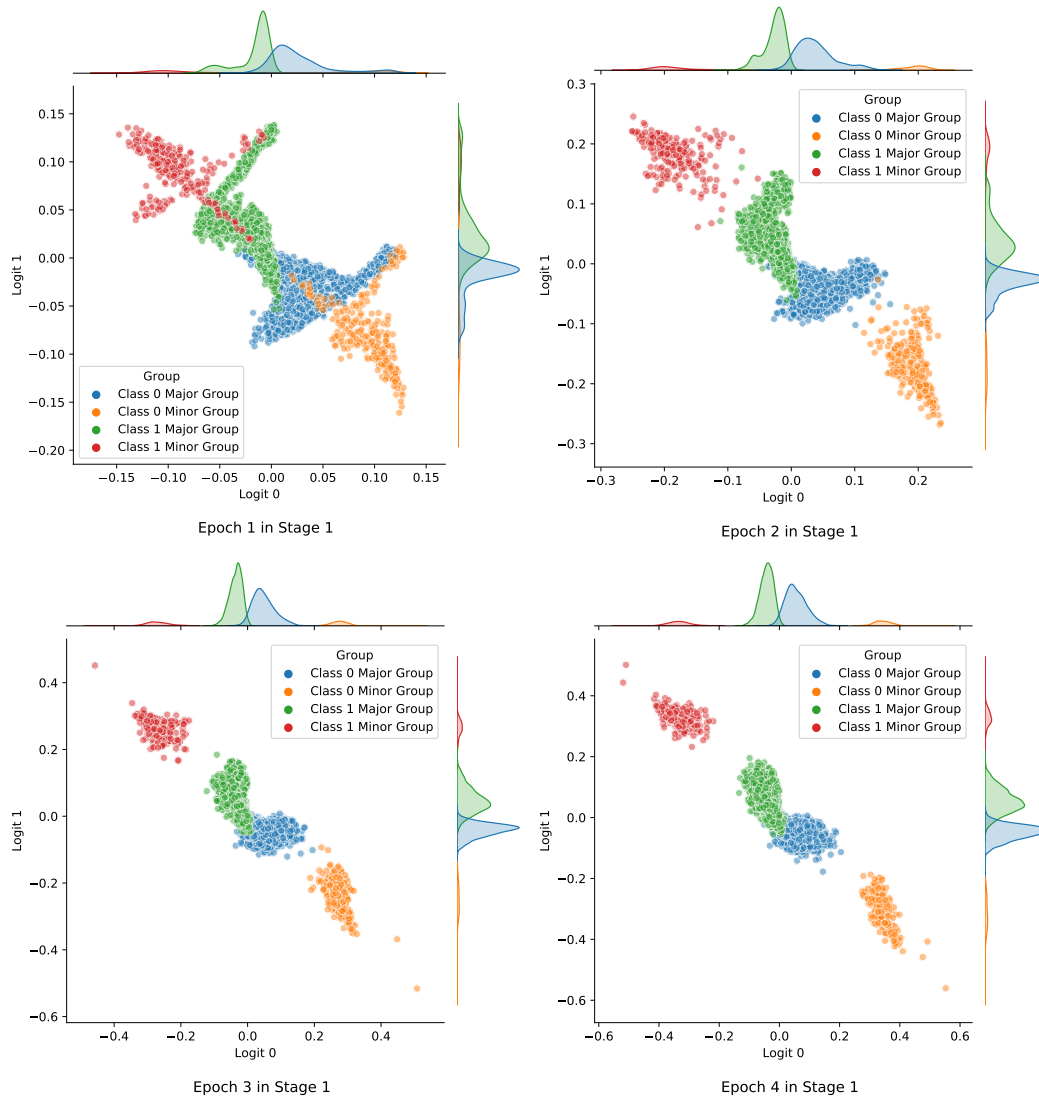 0.15
0.10
0.05
0.00
−0.05
−0.10
−0.15
−0.20
Logit 1
Group
Class 0 Major Group
Class 0 Minor Group
Class 1 Major Group
Class 1 Minor Group
−0.15 −0.10 −0.05 0.00 0.05 0.10 0.15
Logit 0
Epoch 1 in Stage 1
0.3
0.2
0.1
0.0
−0.1
−0.2
−0.3
Logit 1
Group
Class 0 Major Group
Class 0 Minor Group
Class 1 Major Group
Class 1 Minor Group
−0.3 −0.2 −0.1 0.0 0.1 0.2
Logit 0
Epoch 2 in Stage 1
0.4
0.2
0.0
−0.2
−0.4
−0.6
Logit 1
Group
Class 0 Major Group
Class 0 Minor Group
Class 1 Major Group
Class 1 Minor Group
−0.4 −0.2 0.0 0.2 0.4
Logit 0
Epoch 3 in Stage 1
0.4
0.2
0.0
−0.2
−0.4
−0.6
Logit 1
Group
Class 0 Major Group
Class 0 Minor Group
Class 1 Major Group
Class 1 Minor Group
−0.6 −0.4 −0.2 0.0 0.2 0.4 0.6
Logit 0
Epoch 4 in Stage 1